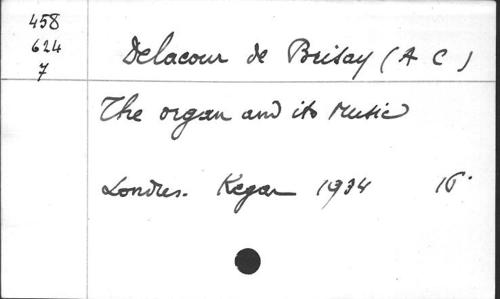 458
624
7
Delacour de Brisay (A C)
The organ and its Music
Londres. Kegan 1934 16°